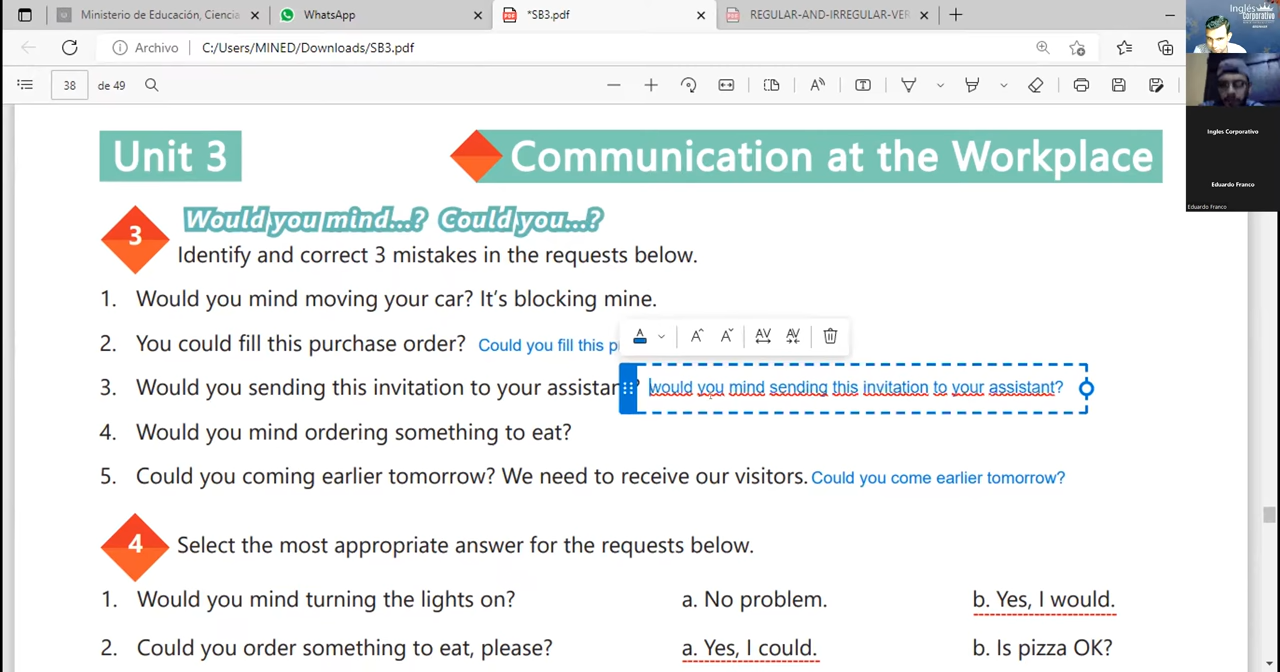 Ministerio de Educación, Ciencia
WhatsApp
*SB3.pdf
REGULAR-AND-IRREGULAR-VER
Inglés
Corporativo
Archivo
C:/Users/MINED/Downloads/SB3.pdf
38
de 49
Ingles Corporativo
Eduardo Franco
Eduardo Franco
Unit 3
Communication at the Workplace
3
Would you mind...? Could you...?
Identify and correct 3 mistakes in the requests below.
1. Would you mind moving your car? It's blocking mine.
2. You could fill this purchase order? Could you fill this p
3. Would you sending this invitation to your assistant? would you mind sending this invitation to your assistant?
4. Would you mind ordering something to eat?
5. Could you coming earlier tomorrow? We need to receive our visitors. Could you come earlier tomorrow?
4
Select the most appropriate answer for the requests below.
1. Would you mind turning the lights on? a. No problem. b. Yes, I would.
2. Could you order something to eat, please? a. Yes, I could. b. Is pizza OK?